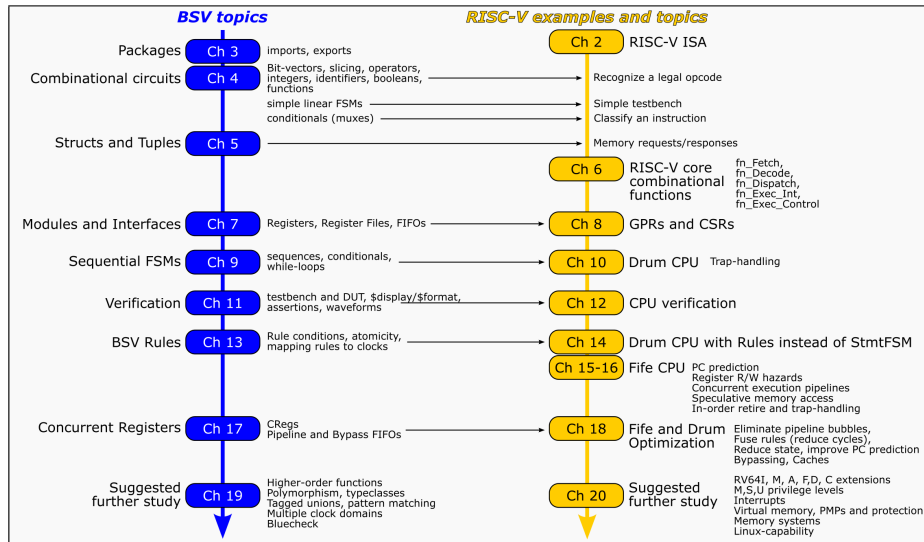 BSV topics
RISC-V examples and topics
Packages
Ch 3
imports, exports
Ch 2
RISC-V ISA
Combinational circuits
Ch 4
Bit-vectors, slicing, operators,
integers, identifiers, booleans,
functions
Recognize a legal opcode
simple linear FSMs
Simple testbench
conditionals (muxes)
Classify an instruction
Structs and Tuples
Ch 5
Memory requests/responses
Ch 6
RISC-V core
combinational
functions
fn_Fetch,
fn_Decode,
fn_Dispatch,
fn_Exec_Int,
fn_Exec_Control
Modules and Interfaces
Ch 7
Registers, Register Files, FIFOs
Ch 8
GPRs and CSRs
Sequential FSMs
Ch 9
sequences, conditionals,
while-loops
Ch 10
Drum CPU
Trap-handling
Verification
Ch 11
testbench and DUT, $display/$format,
assertions, waveforms
Ch 12
CPU verification
BSV Rules
Ch 13
Rule conditions, atomicity,
mapping rules to clocks
Ch 14
Drum CPU with Rules instead of StmtFSM
Ch 15-16
Fife CPU
PC prediction
Register R/W hazards
Concurrent execution pipelines
Speculative memory access
In-order retire and trap-handling
Concurrent Registers
Ch 17
CRegs
Pipeline and Bypass FIFOs
Ch 18
Fife and Drum
Optimization
Eliminate pipeline bubbles,
Fuse rules (reduce cycles),
Reduce state, improve PC prediction
Bypassing, Caches
Suggested
further study
Ch 19
Higher-order functions
Polymorphism, typeclasses
Tagged unions, pattern matching
Multiple clock domains
Bluecheck
Ch 20
Suggested
further study
RV64I, M, A, F,D, C extensions
M,S,U privilege levels
Interrupts
Virtual memory, PMPs and protection
Memory systems
Linux-capability